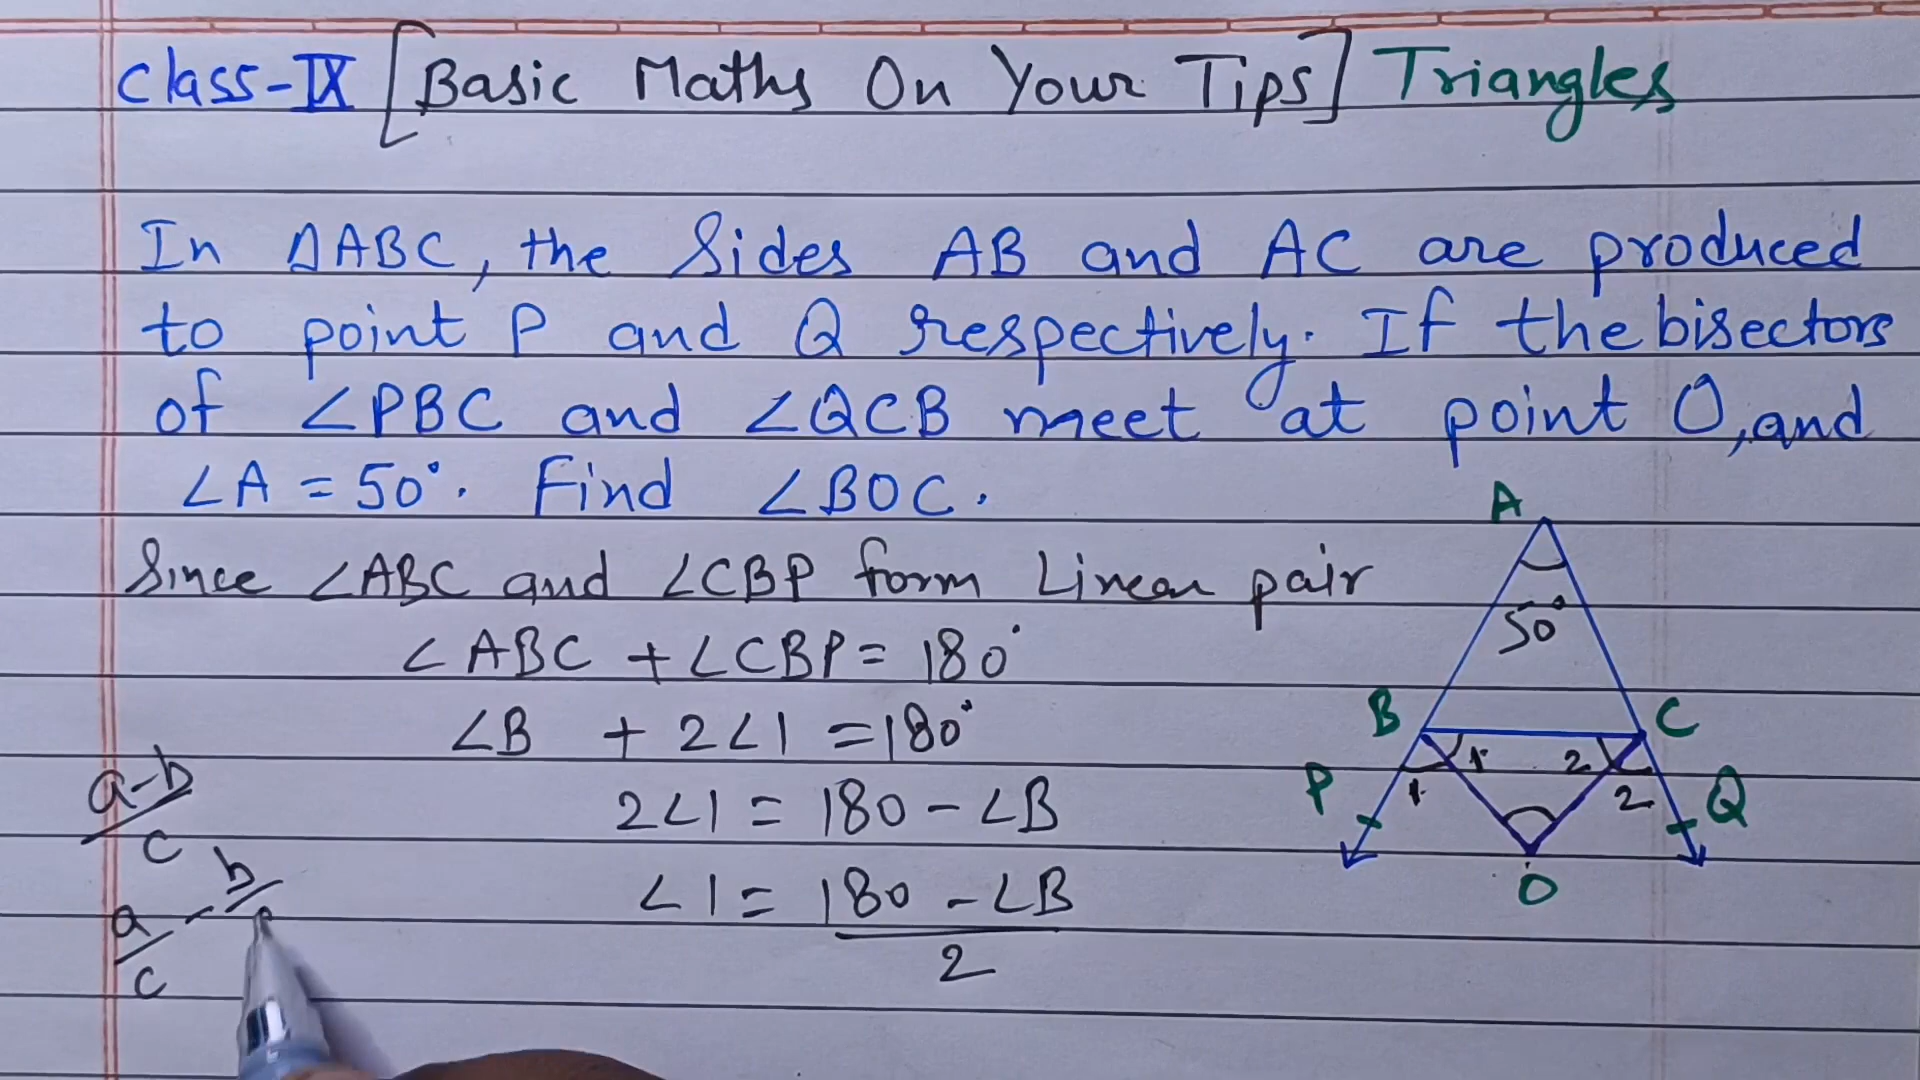 Class-IX [Basic Maths On Your Tips] Triangles
In ΔABC, the Sides AB and AC are produced
to point P and Q respectively. If the bisectors
of ∠PBC and ∠QCB meet at point O, and
∠A = 50°. Find ∠BOC.
Since ∠ABC and ∠CBP form Linear pair
∠ABC + ∠CBP = 180°
∠B + 2∠1 = 180°
2∠1 = 180 - ∠B
∠1 = 180 - ∠B
2
a-b
c
a - b
c
A
50°
B C
1 2
P 1 2 Q
O